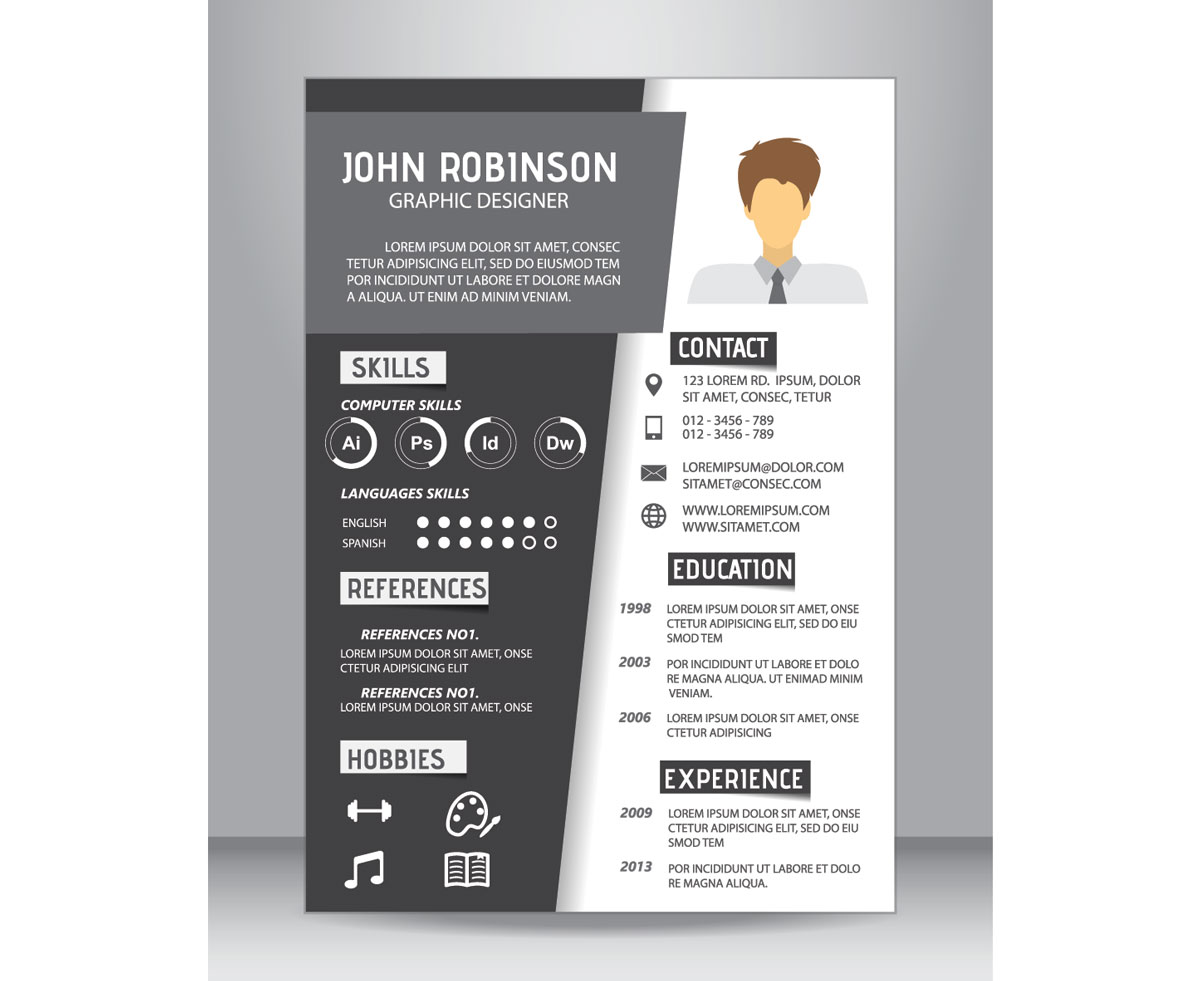 JOHN ROBINSON
GRAPHIC DESIGNER
LOREM IPSUM DOLOR SIT AMET, CONSEC
TETUR ADIPISICING ELIT, SED DO EIUSMOD TEM
POR INCIDIDUNT UT LABORE ET DOLORE MAGN
A ALIQUA. UT ENIM AD MINIM VENIAM.
SKILLS
COMPUTER SKILLS
Ai Ps Id Dw
LANGUAGES SKILLS
ENGLISH
SPANISH
REFERENCES
REFERENCES NO1.
LOREM IPSUM DOLOR SIT AMET, ONSE
CTETUR ADIPISICING ELIT
REFERENCES NO1.
LOREM IPSUM DOLOR SIT AMET, ONSE
HOBBIES
CONTACT
123 LOREM RD. IPSUM, DOLOR
SIT AMET, CONSEC, TETUR
012 - 3456 - 789
012 - 3456 - 789
LOREMIPSUM@DOLOR.COM
SITAMET@CONSEC.COM
WWW.LOREMIPSUM.COM
WWW.SITAMET.COM
EDUCATION
1998 LOREM IPSUM DOLOR SIT AMET, ONSE
CTETUR ADIPISICING ELIT, SED DO EIU
SMOD TEM
2003 POR INCIDIDUNT UT LABORE ET DOLO
RE MAGNA ALIQUA. UT ENIMAD MINIM
VENIAM.
2006 LOREM IPSUM DOLOR SIT AMET, ONSE
CTETUR ADIPISICING
EXPERIENCE
2009 LOREM IPSUM DOLOR SIT AMET, ONSE
CTETUR ADIPISICING ELIT, SED DO EIU
SMOD TEM
2013 POR INCIDIDUNT UT LABORE ET DOLO
RE MAGNA ALIQUA.